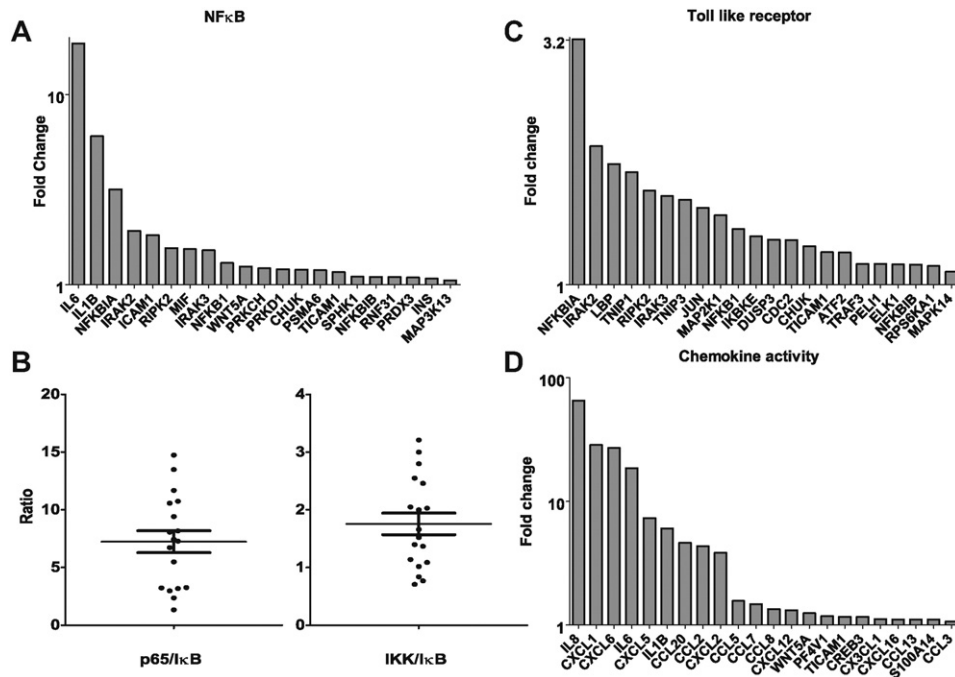 A
NFκB
Fold Change
10
1
IL6
IL1B
NFKBIA
IRAK2
ICAM1
RIPK2
MIF
IRAK3
NFKB1
WNT5A
PRKCH
PRKD1
CHUK
PSMA6
TICAM1
SPHK1
NFKBIB
RNF31
PRDX3
INS
MAP3K13
C
Toll like receptor
Fold change
3.2
1
NFKBIA
IRAK2
LBP
TNIP1
RIPK2
IRAK3
TNIP3
JUN
MAP2K1
NFKB1
IKBKE
DUSP3
CDC2
CHUK
TICAM1
ATF2
TRAF3
PELI1
ELK1
NFKBIB
RPS6KA1
MAPK14
B
Ratio
20
15
10
5
0
p65/IκB
4
3
2
1
0
IKK/IκB
D
Chemokine activity
Fold change
100
10
1
IL8
CXCL1
CXCL6
IL6
CXCL5
IL1B
CCL20
CCL2
CXCL2
CCL5
CCL7
CCL8
CXCL12
WNT5A
PF4V1
TICAM1
CREB3
CX3CL1
CXCL16
CCL13
S100A14
CCL3